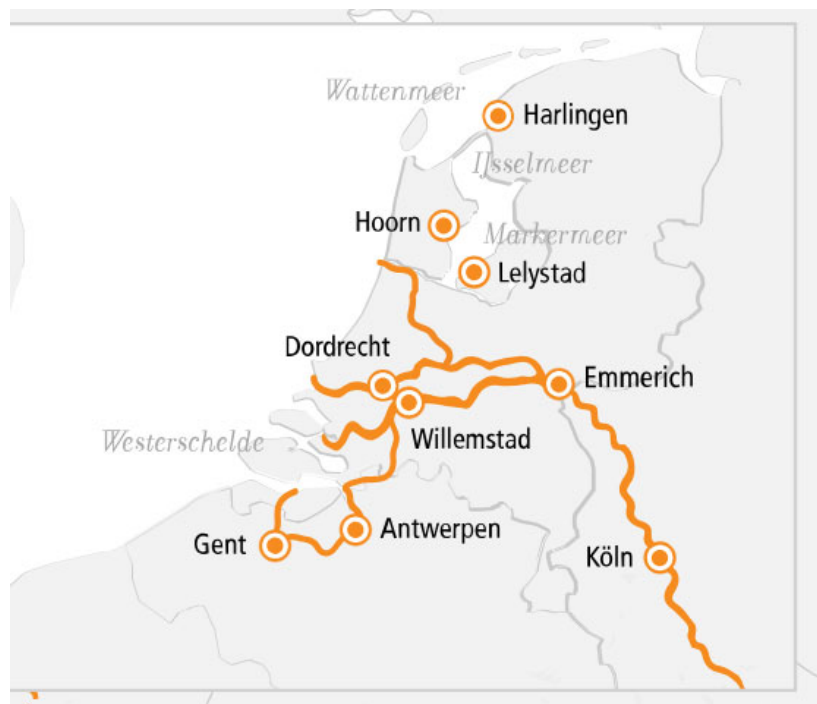 Wattenmeer
Harlingen
IJsselmeer
Hoorn
Markermeer
Lelystad
Dordrecht
Emmerich
Westerschelde
Willemstad
Gent
Antwerpen
Köln